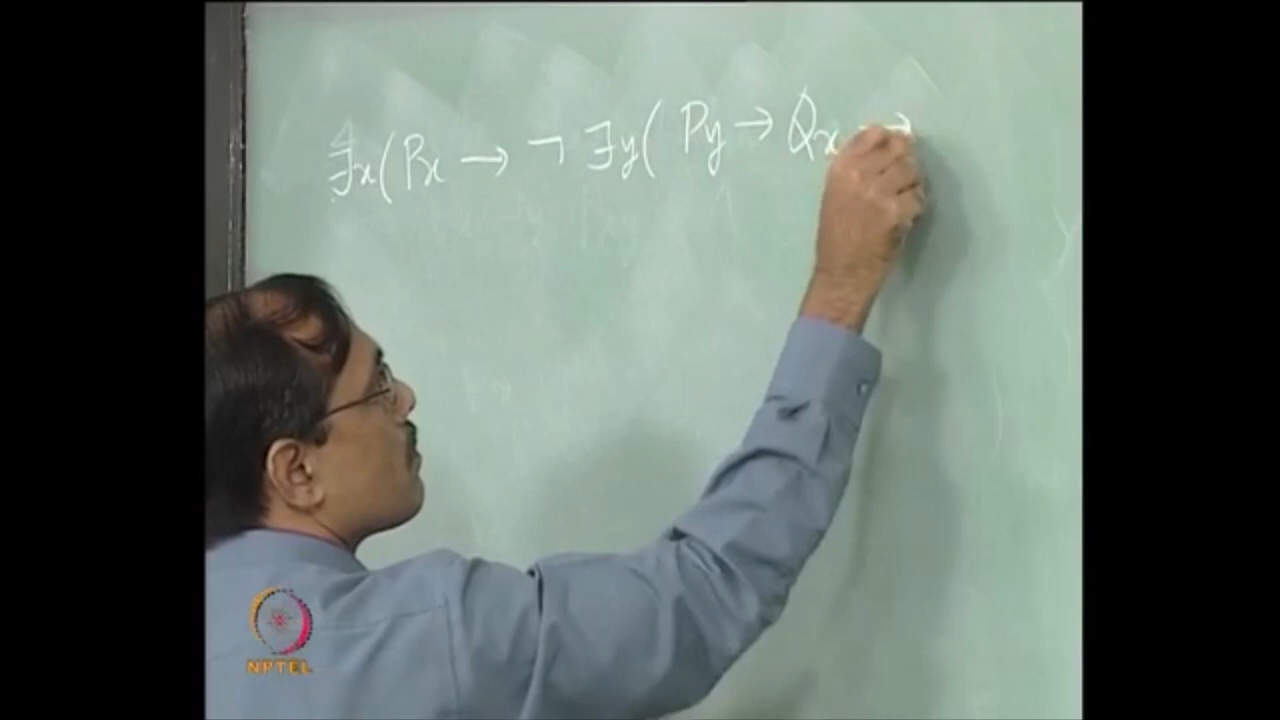 ∃x(Px → ¬∃y(Py → Qx →
NPTEL